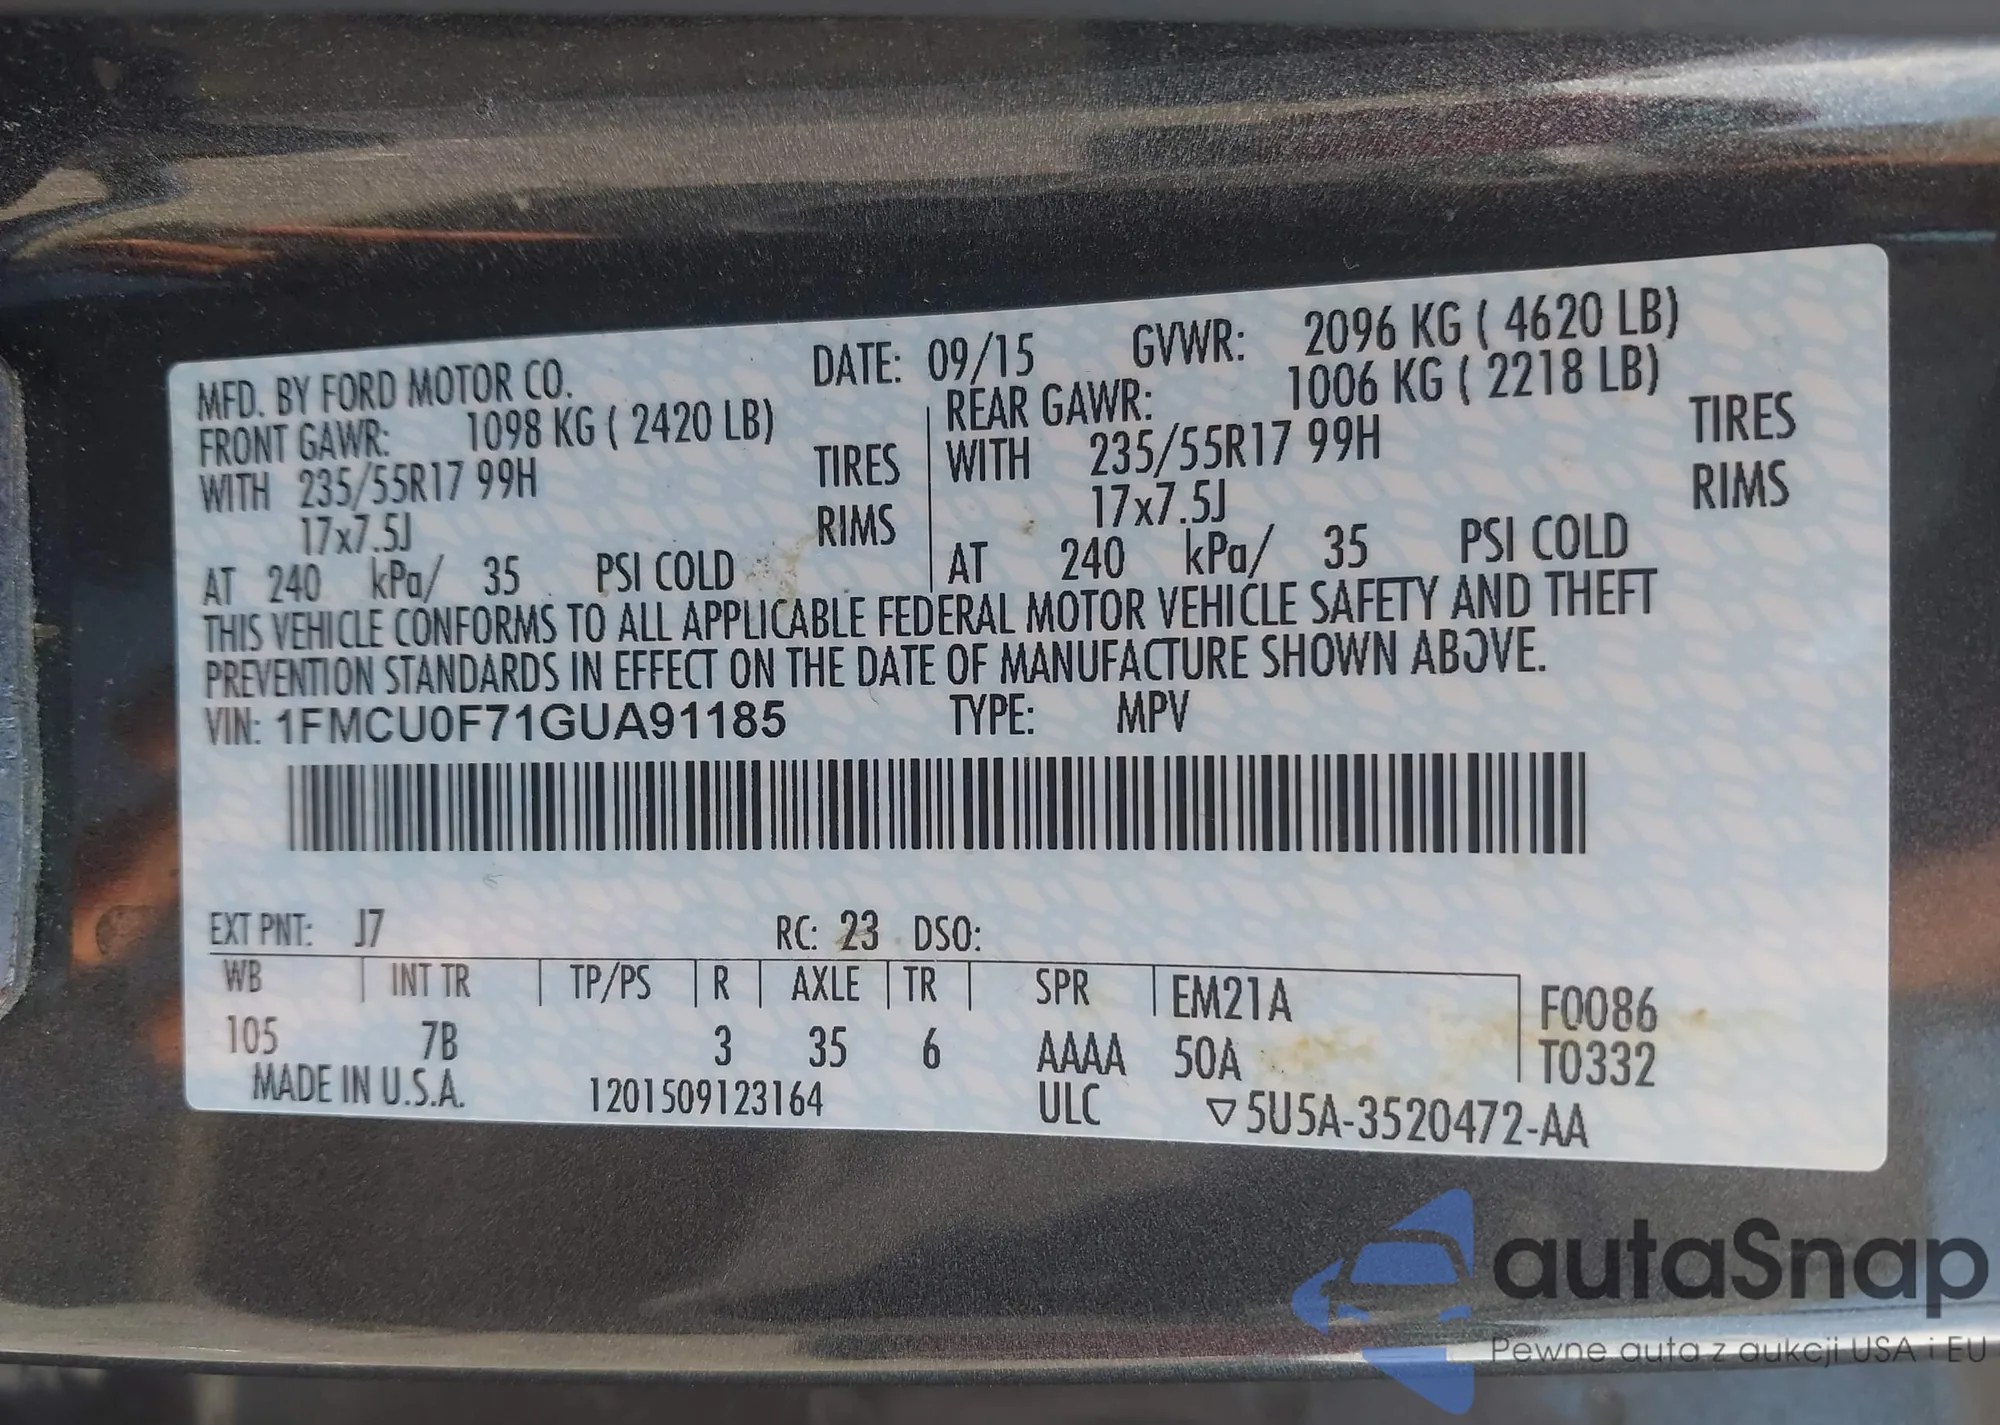 MFD. BY FORD MOTOR CO. DATE: 09/15 GVWR: 2096 KG ( 4620 LB)
FRONT GAWR: 1098 KG ( 2420 LB) REAR GAWR: 1006 KG ( 2218 LB)
WITH 235/55R17 99H TIRES WITH 235/55R17 99H TIRES
17x7.5J RIMS 17x7.5J RIMS
AT 240 kPa/ 35 PSI COLD AT 240 kPa/ 35 PSI COLD
THIS VEHICLE CONFORMS TO ALL APPLICABLE FEDERAL MOTOR VEHICLE SAFETY AND THEFT
PREVENTION STANDARDS IN EFFECT ON THE DATE OF MANUFACTURE SHOWN ABOVE.
VIN: 1FMCU0F71GUA91185 TYPE: MPV
EXT PNT: J7 RC: 23 DSO:
WB INT TR TP/PS R AXLE TR SPR EM21A F0086
105 7B 3 35 6 AAAA 50A T0332
MADE IN U.S.A. 1201509123164 ULC ▽5U5A-3520472-AA
autaSnap
Pewne auta z aukcji USA i EU